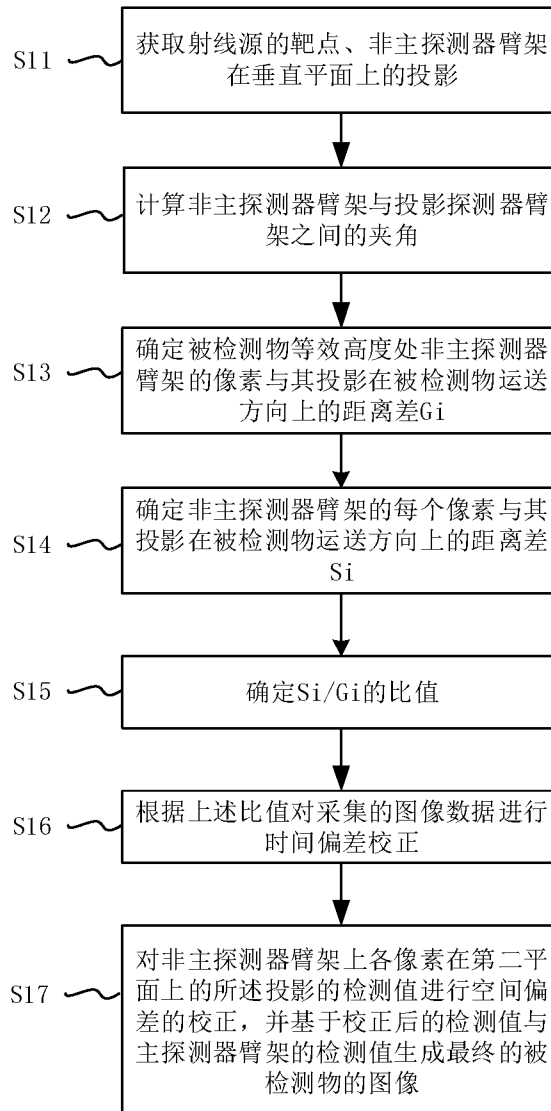 S11
获取射线源的靶点、非主探测器臂架
在垂直平面上的投影
S12
计算非主探测器臂架与投影探测器臂
架之间的夹角
S13
确定被检测物等效高度处非主探测器
臂架的像素与其投影在被检测物运送
方向上的距离差Gi
S14
确定非主探测器臂架的每个像素与其
投影在被检测物运送方向上的距离差
Si
S15
确定Si/Gi的比值
S16
根据上述比值对采集的图像数据进行
时间偏差校正
S17
对非主探测器臂架上各像素在第二平
面上的所述投影的检测值进行空间偏
差的校正，并基于校正后的检测值与
主探测器臂架的检测值生成最终的被
检测物的图像